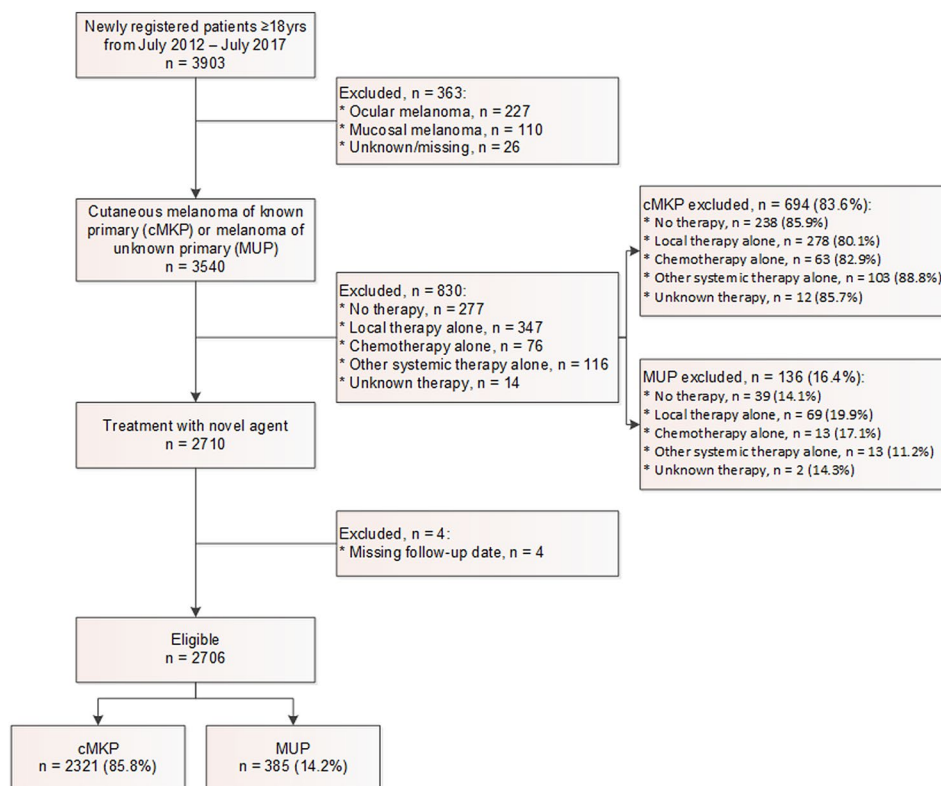 Newly registered patients ≥18yrs
from July 2012 – July 2017
n = 3903
Excluded, n = 363:
* Ocular melanoma, n = 227
* Mucosal melanoma, n = 110
* Unknown/missing, n = 26
Cutaneous melanoma of known
primary (cMKP) or melanoma of
unknown primary (MUP)
n = 3540
Excluded, n = 830:
* No therapy, n = 277
* Local therapy alone, n = 347
* Chemotherapy alone, n = 76
* Other systemic therapy alone, n = 116
* Unknown therapy, n = 14
cMKP excluded, n = 694 (83.6%):
* No therapy, n = 238 (85.9%)
* Local therapy alone, n = 278 (80.1%)
* Chemotherapy alone, n = 63 (82.9%)
* Other systemic therapy alone, n = 103 (88.8%)
* Unknown therapy, n = 12 (85.7%)
MUP excluded, n = 136 (16.4%):
* No therapy, n = 39 (14.1%)
* Local therapy alone, n = 69 (19.9%)
* Chemotherapy alone, n = 13 (17.1%)
* Other systemic therapy alone, n = 13 (11.2%)
* Unknown therapy, n = 2 (14.3%)
Treatment with novel agent
n = 2710
Excluded, n = 4:
* Missing follow-up date, n = 4
Eligible
n = 2706
cMKP
n = 2321 (85.8%)
MUP
n = 385 (14.2%)